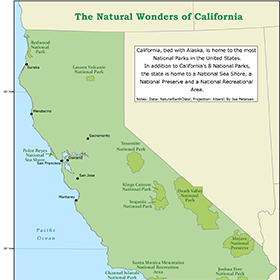 The Natural Wonders of California
California, tied with Alaska, is home to the most
National Parks in the United States.
In addition to California's 8 National Parks,
the state is home to a National Sea Shore, a
National Preserve and a National Recreational
Area.
Notes: Data: NaturalEarthData; Projection: Albers; By Joe Petersen
Redwood
National Park
Eureka
Lassen Volcanic
National Park
Mendocino
Sacramento
Point Reyes
National
Sea Shore
San Francisco
Oakland
Yosemite
National Park
San Jose
Monterey
Kings Canyon
National Park
Sequoia
National Park
Death Valley
National Park
Pacific
Ocean
Mojave
National
Preserve
Santa Monica Mountains
National Recreation Area
Channel Islands
National Park
Joshua Tree
National Park